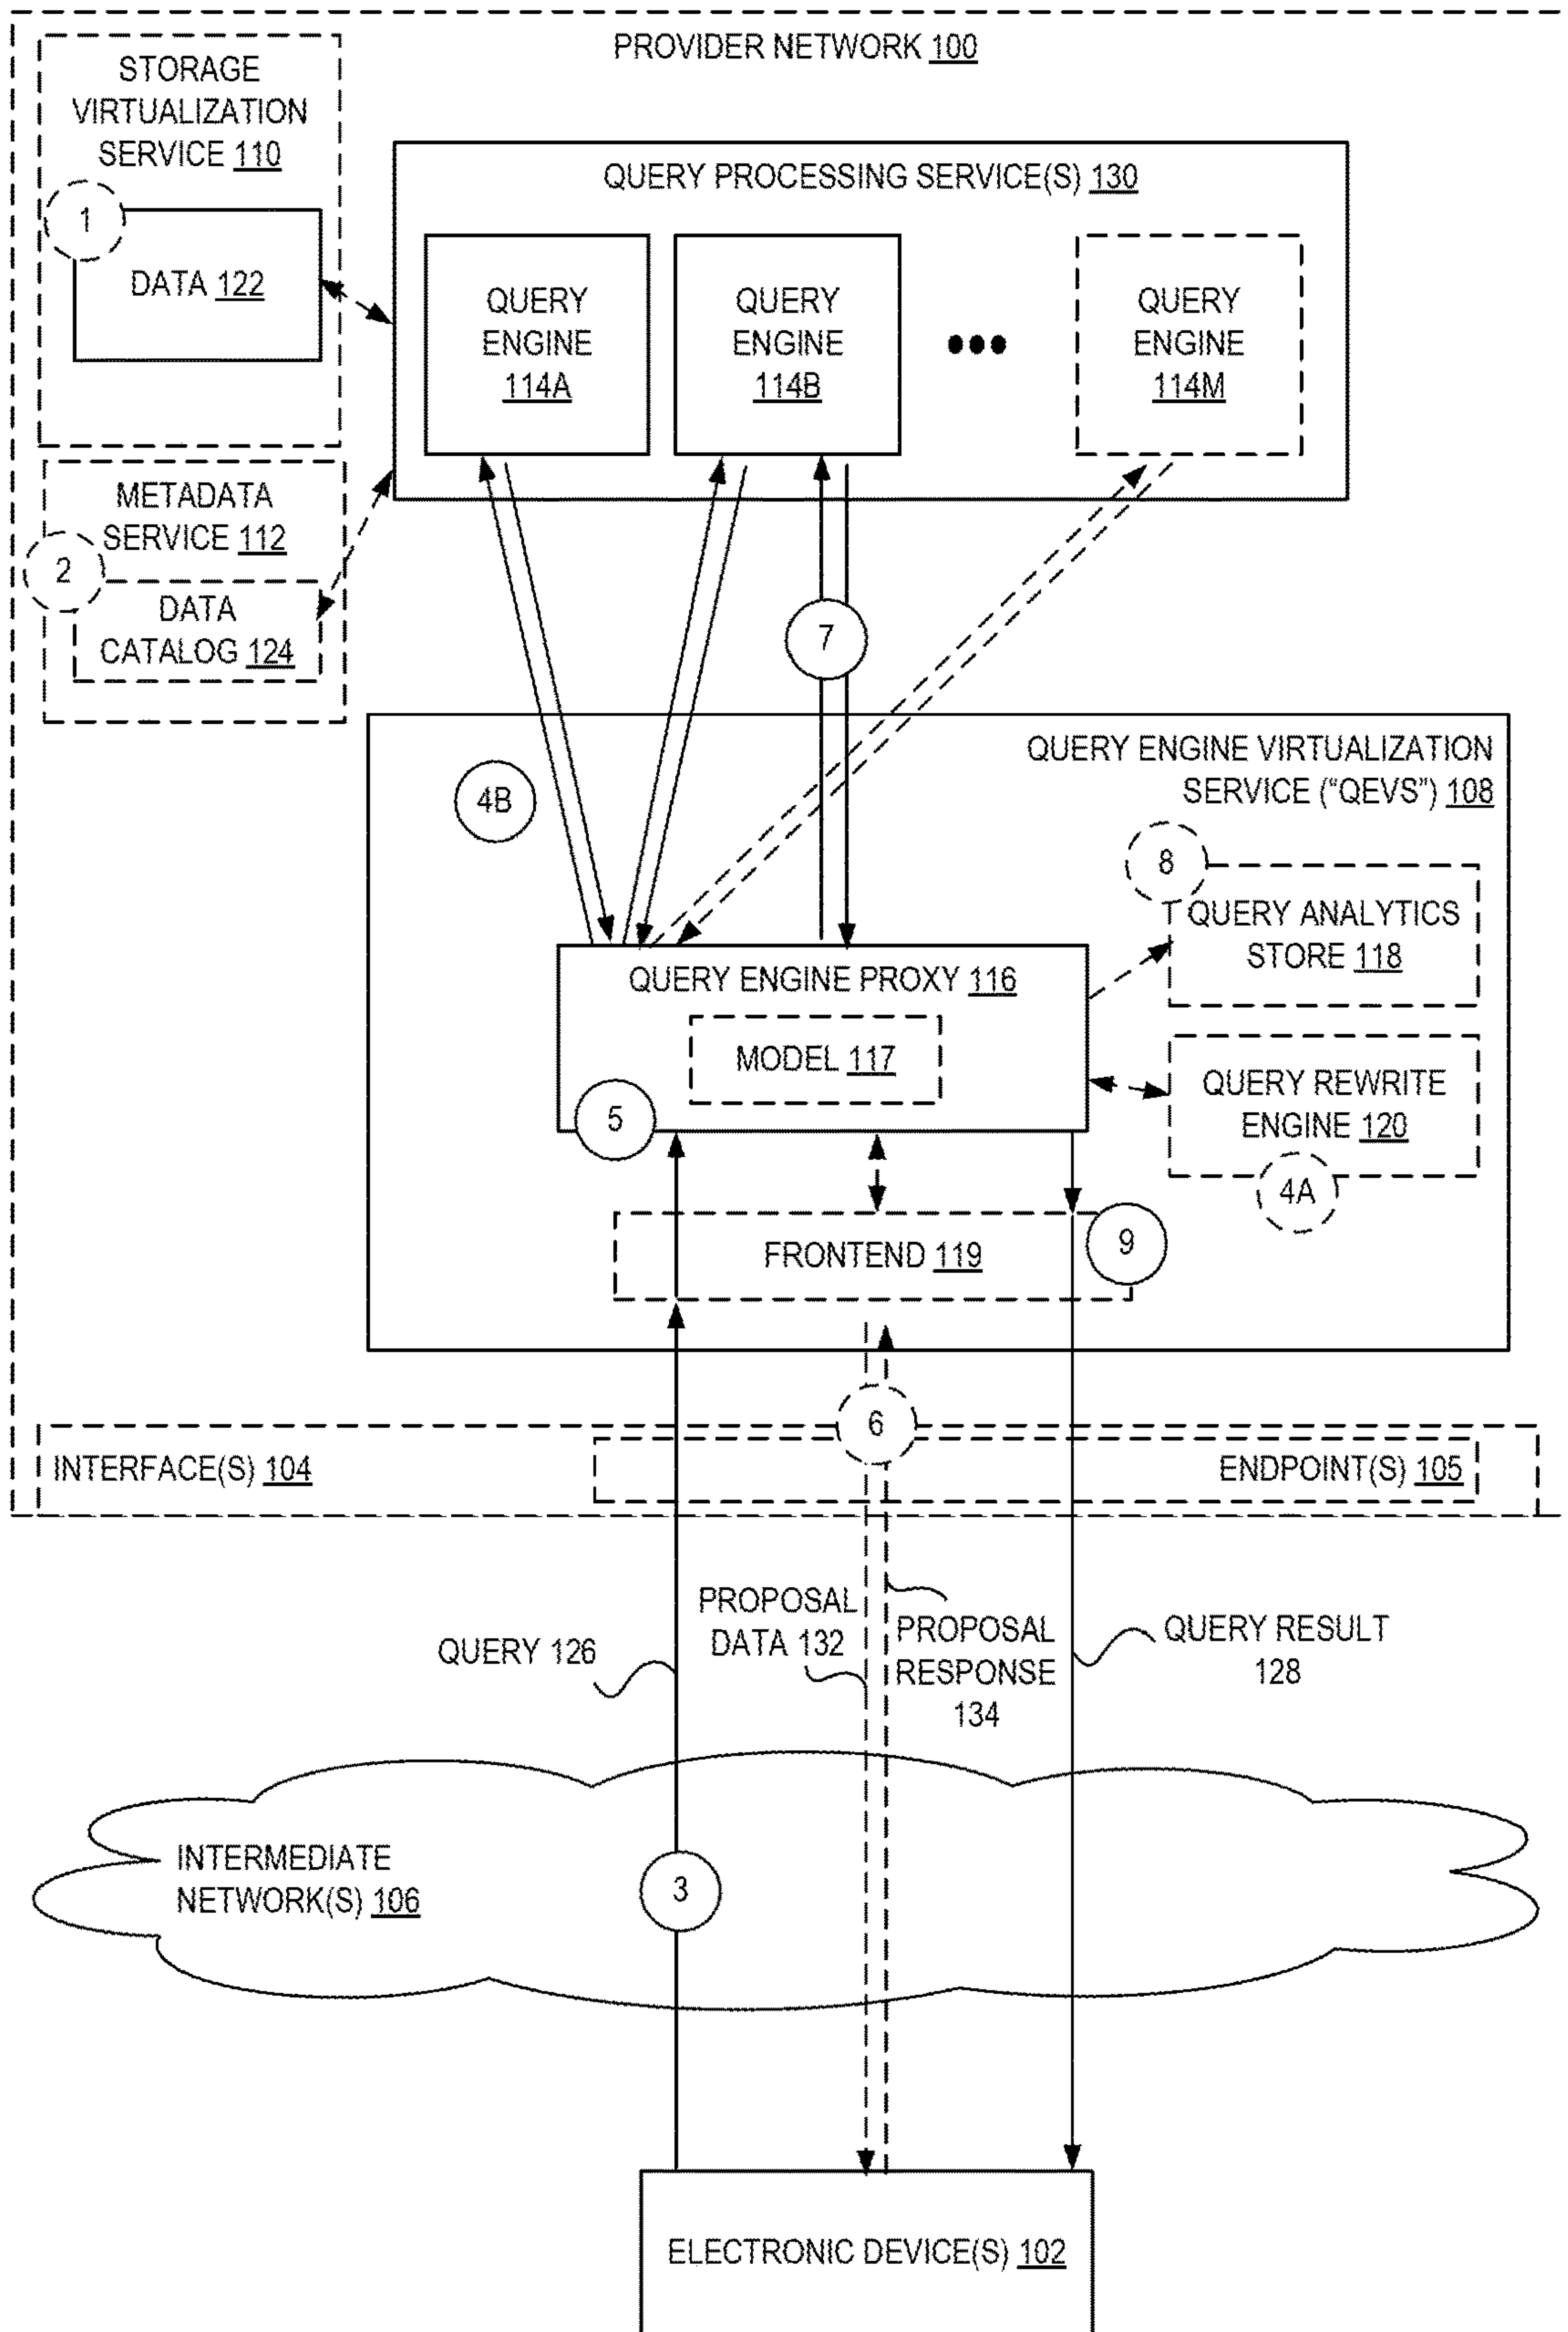 PROVIDER NETWORK 100
STORAGE
VIRTUALIZATION
SERVICE 110
1
DATA 122
QUERY PROCESSING SERVICE(S) 130
QUERY
ENGINE
114A
QUERY
ENGINE
114B
QUERY
ENGINE
114M
METADATA
SERVICE 112
2
DATA
CATALOG 124
7
QUERY ENGINE VIRTUALIZATION
SERVICE ("QEVS") 108
4B
8
QUERY ANALYTICS
STORE 118
QUERY ENGINE PROXY 116
MODEL 117
5
QUERY REWRITE
ENGINE 120
4A
FRONTEND 119
9
6
INTERFACE(S) 104
ENDPOINT(S) 105
QUERY 126
PROPOSAL
DATA 132
PROPOSAL
RESPONSE
134
QUERY RESULT
128
INTERMEDIATE
NETWORK(S) 106
3
ELECTRONIC DEVICE(S) 102